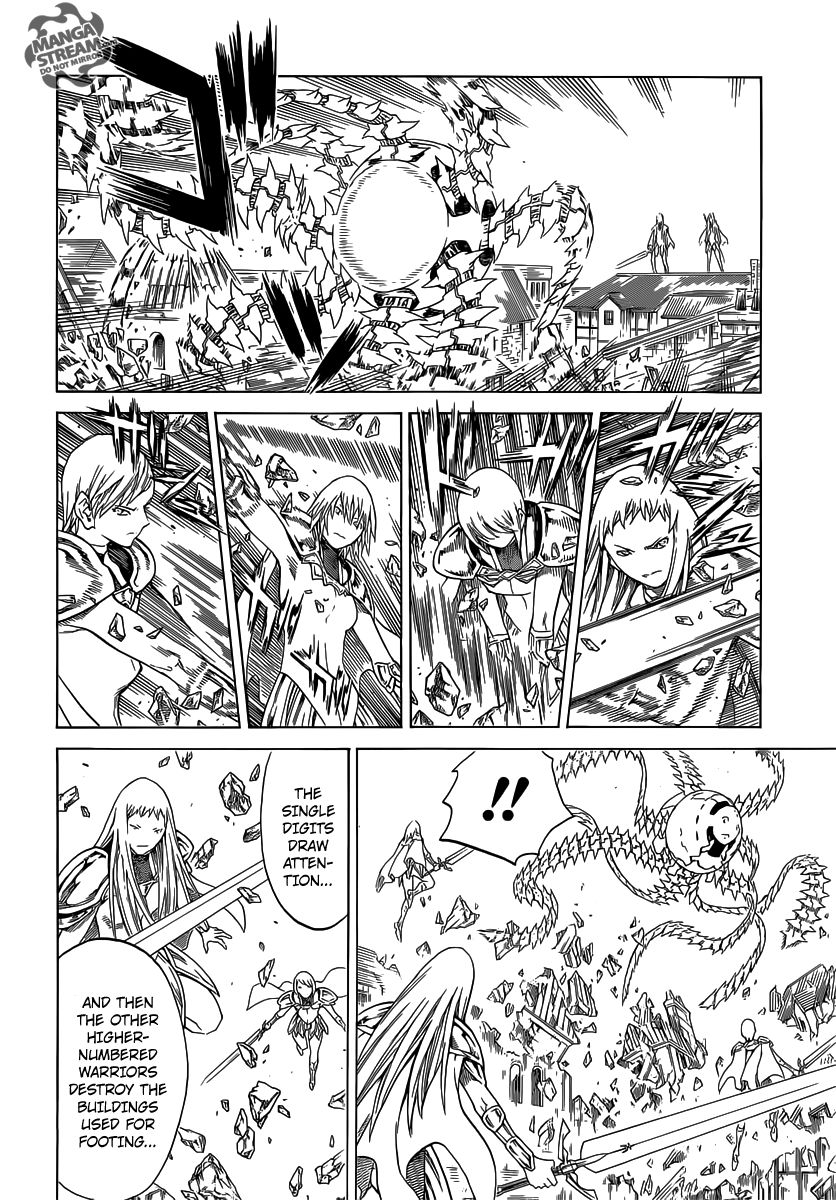 MANGA
STREAM
DO NOT MIRROR
!!
THE
SINGLE
DIGITS
DRAW
ATTEN-
TION...
AND THEN
THE OTHER
HIGHER-
NUMBERED
WARRIORS
DESTROY THE
BUILDINGS
USED FOR
FOOTING...